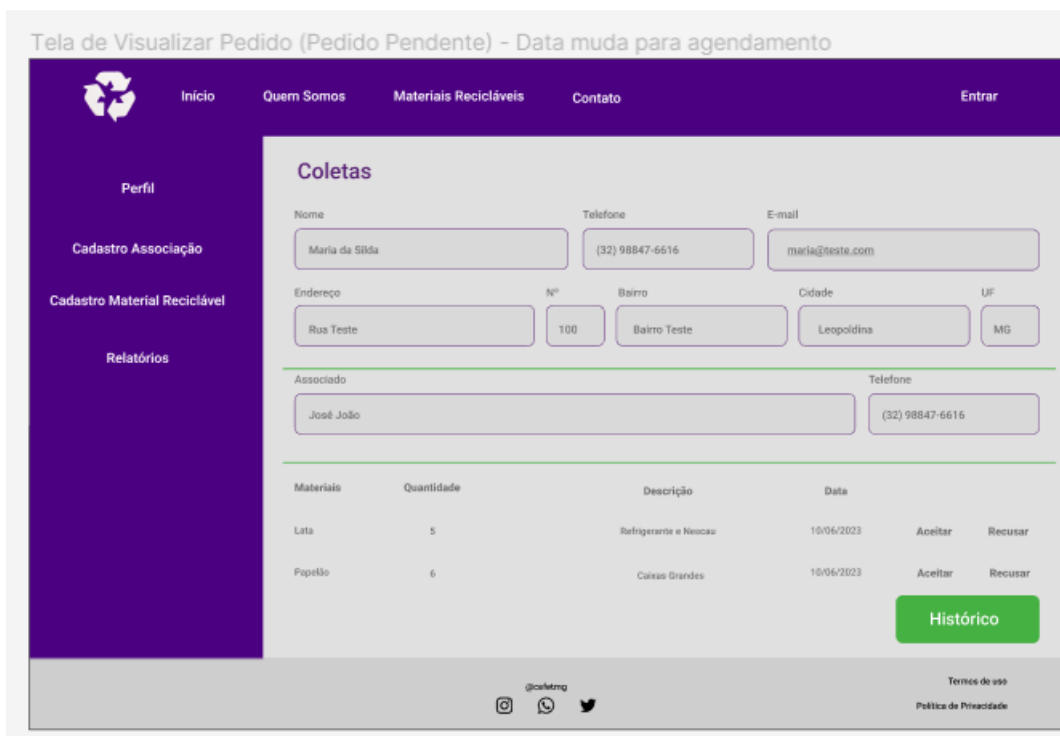 Tela de Visualizar Pedido (Pedido Pendente) - Data muda para agendamento
Início Quem Somos Materiais Recicláveis Contato Entrar
Perfil
Cadastro Associação
Cadastro Material Reciclável
Relatórios
Coletas
Nome Telefone E-mail
Maria da Silda (32) 98847-6616 maria@teste.com
Endereço Nº Bairro Cidade UF
Rua Teste 100 Bairro Teste Leopoldina MG
Associado Telefone
José João (32) 98847-6616
Materiais Quantidade Descrição Data
Lata 5 Refrigerante e Nescau 10/06/2023 Aceitar Recusar
Papelão 6 Caixas Grandes 10/06/2023 Aceitar Recusar
Histórico
@cefetmg
Termos de uso
Política de Privacidade